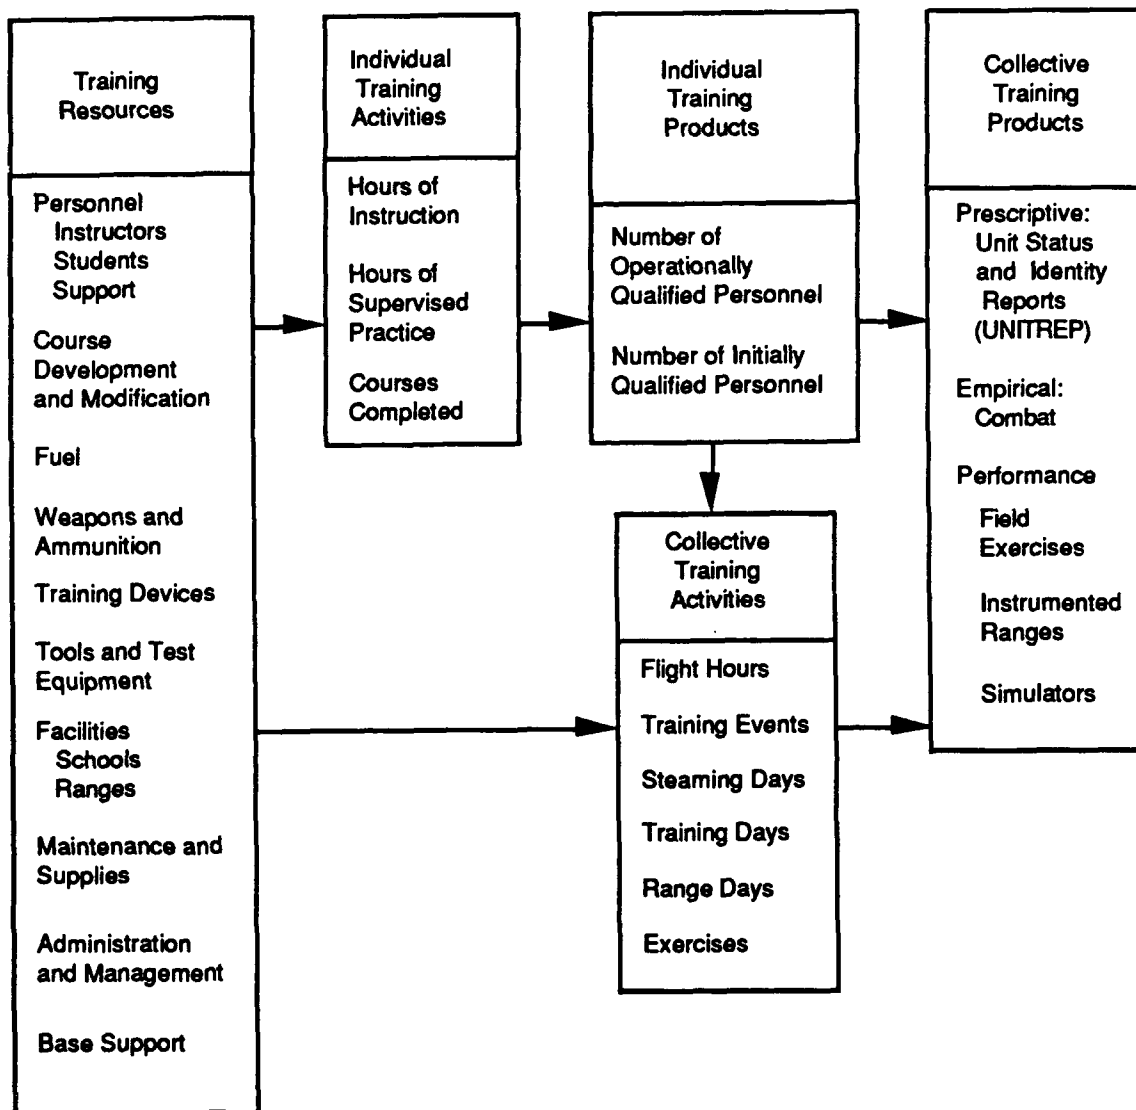 Training
Resources
Personnel
Instructors
Students
Support
Course
Development
and Modification
Fuel
Weapons and
Ammunition
Training Devices
Tools and Test
Equipment
Facilities
Schools
Ranges
Maintenance and
Supplies
Administration
and Management
Base Support
Individual
Training
Activities
Hours of
Instruction
Hours of
Supervised
Practice
Courses
Completed
Individual
Training
Products
Number of
Operationally
Qualified Personnel
Number of Initially
Qualified Personnel
Collective
Training
Activities
Flight Hours
Training Events
Steaming Days
Training Days
Range Days
Exercises
Collective
Training
Products
Prescriptive:
Unit Status
and Identity
Reports
(UNITREP)
Empirical:
Combat
Performance
Field
Exercises
Instrumented
Ranges
Simulators